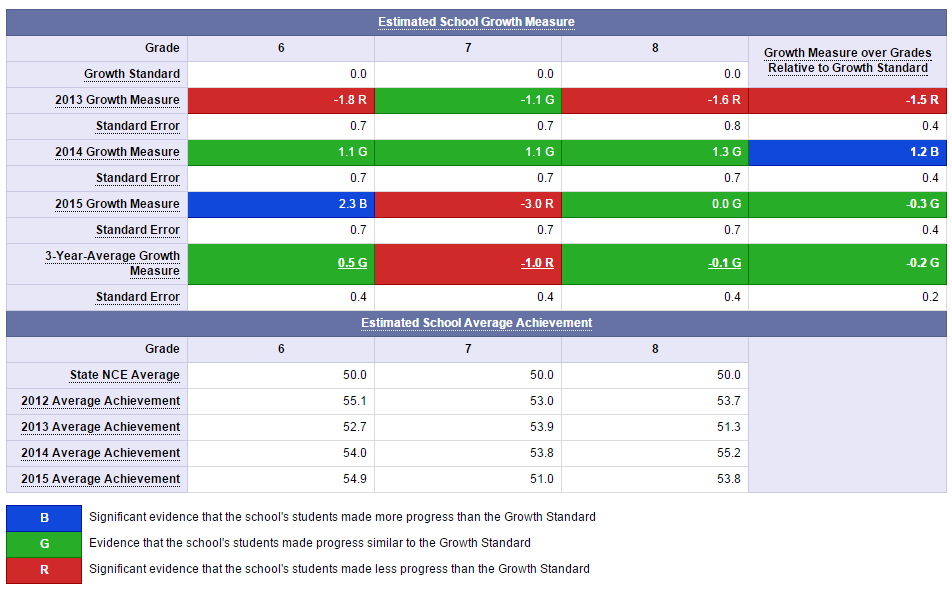 Estimated School Growth Measure
Grade 6 7 8 Growth Measure over Grades
Relative to Growth Standard
Growth Standard 0.0 0.0 0.0
2013 Growth Measure -1.8 R -1.1 G -1.6 R -1.5 R
Standard Error 0.7 0.7 0.8 0.4
2014 Growth Measure 1.1 G 1.1 G 1.3 G 1.2 B
Standard Error 0.7 0.7 0.7 0.4
2015 Growth Measure 2.3 B -3.0 R 0.0 G -0.3 G
Standard Error 0.7 0.7 0.7 0.4
3-Year-Average Growth
Measure 0.5 G -1.0 R -0.1 G -0.2 G
Standard Error 0.4 0.4 0.4 0.2
Estimated School Average Achievement
Grade 6 7 8
State NCE Average 50.0 50.0 50.0
2012 Average Achievement 55.1 53.0 53.7
2013 Average Achievement 52.7 53.9 51.3
2014 Average Achievement 54.0 53.8 55.2
2015 Average Achievement 54.9 51.0 53.8
B Significant evidence that the school's students made more progress than the Growth Standard
G Evidence that the school's students made progress similar to the Growth Standard
R Significant evidence that the school's students made less progress than the Growth Standard